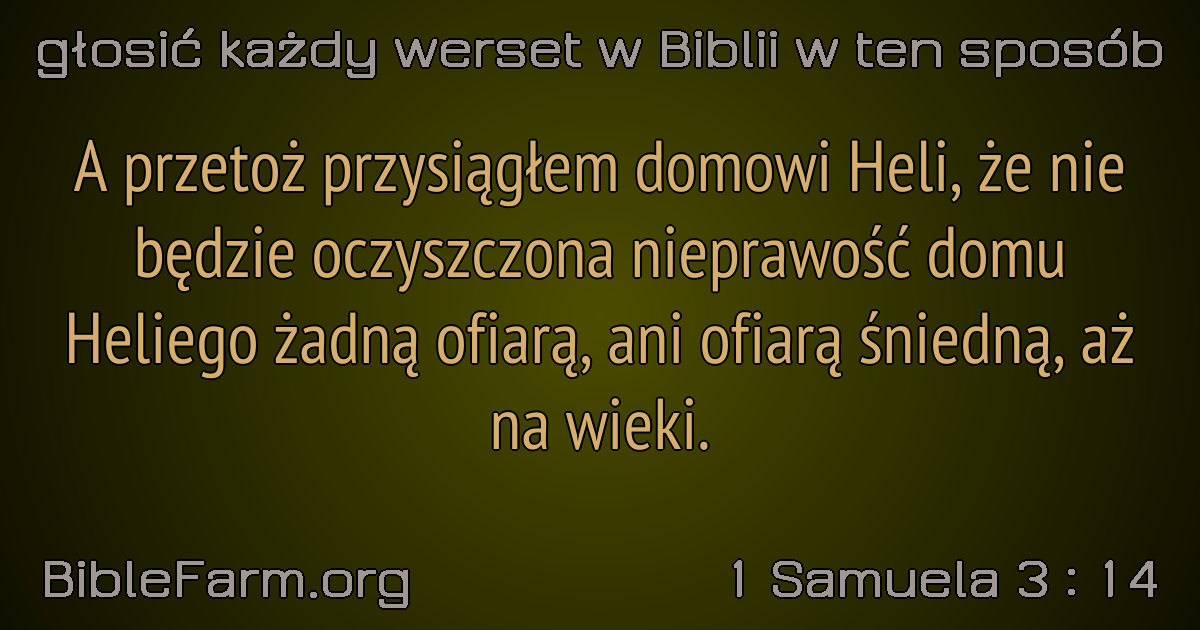 głosić każdy werset w Biblii w ten sposób
A przetoż przysiągłem domowi Heli, że nie
będzie oczyszczona nieprawość domu
Heliego żadną ofiarą, ani ofiarą śniedną, aż
na wieki.
BibleFarm.org
1 Samuela 3 : 14